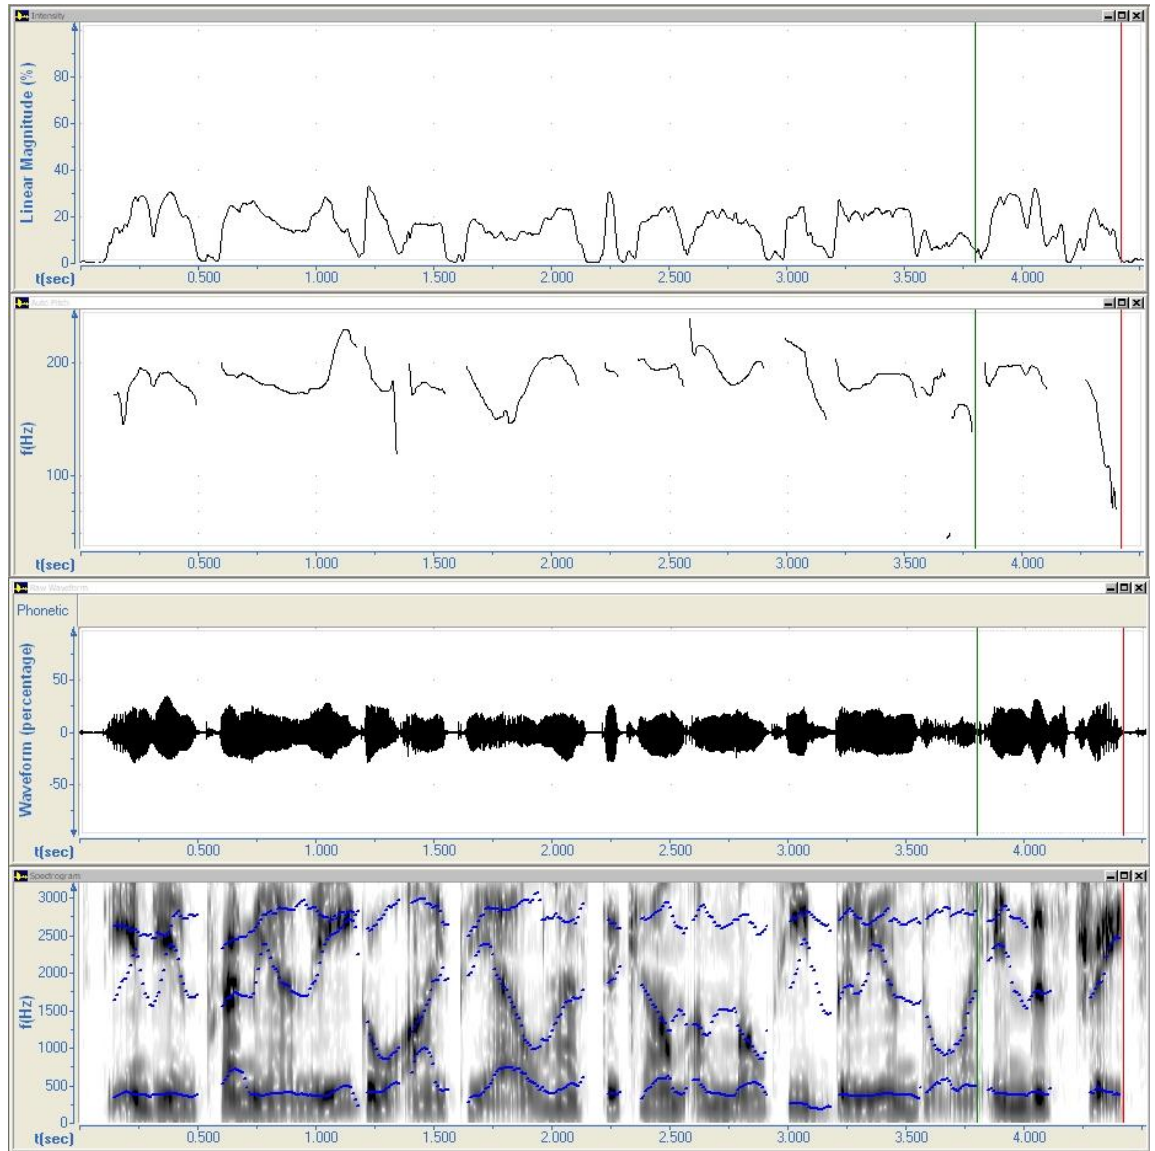 Intensity
Linear Magnitude (%)
80
60
40
20
0
t(sec)
0.500 1.000 1.500 2.000 2.500 3.000 3.500 4.000
Auto Pitch
f(Hz)
200
100
t(sec)
0.500 1.000 1.500 2.000 2.500 3.000 3.500 4.000
Raw Waveform
Phonetic
Waveform (percentage)
50
0
-50
t(sec)
0.500 1.000 1.500 2.000 2.500 3.000 3.500 4.000
Spectrogram
f(Hz)
3000
2500
2000
1500
1000
500
0
t(sec)
0.500 1.000 1.500 2.000 2.500 3.000 3.500 4.000